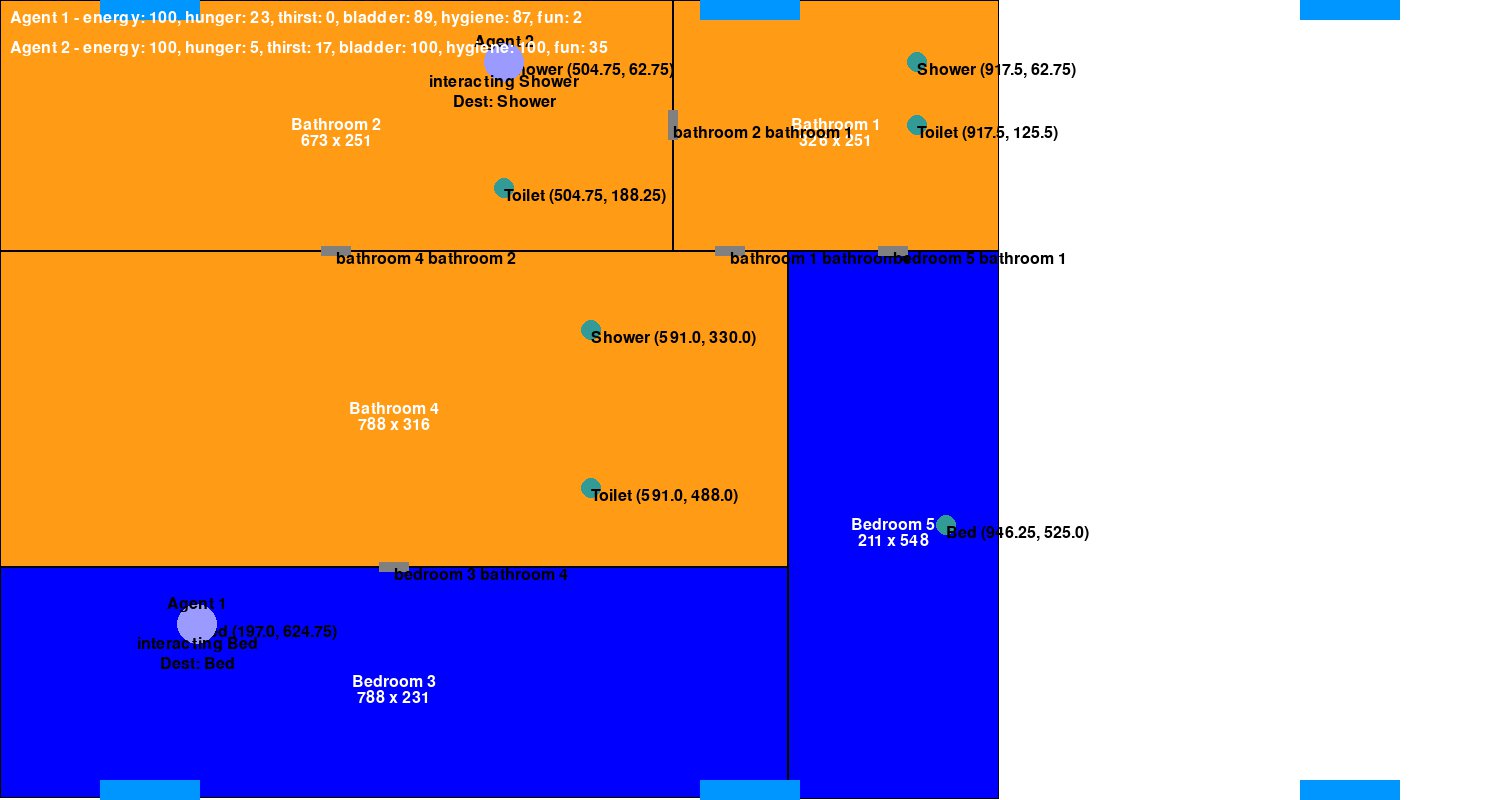 Agent 1 - energy: 100, hunger: 23, thirst: 0, bladder: 89, hygiene: 87, fun: 2
Agent 2 - energy: 100, hunger: 5, thirst: 17, bladder: 100, hygiene: 100, fun: 35
Agent 2
Shower (504.75, 62.75)
interacting Shower
Dest: Shower
Shower (917.5, 62.75)
Bathroom 2
673 x 251
bathroom 2 bathroom 1
Bathroom 1
326 x 251
Toilet (917.5, 125.5)
Toilet (504.75, 188.25)
bathroom 4 bathroom 2
bathroom 1 bathroom
bedroom 5 bathroom 1
Shower (591.0, 330.0)
Bathroom 4
788 x 316
Toilet (591.0, 488.0)
Bedroom 5
211 x 548
Bed (946.25, 525.0)
bedroom 3 bathroom 4
Agent 1
Bed (197.0, 624.75)
interacting Bed
Dest: Bed
Bedroom 3
788 x 231